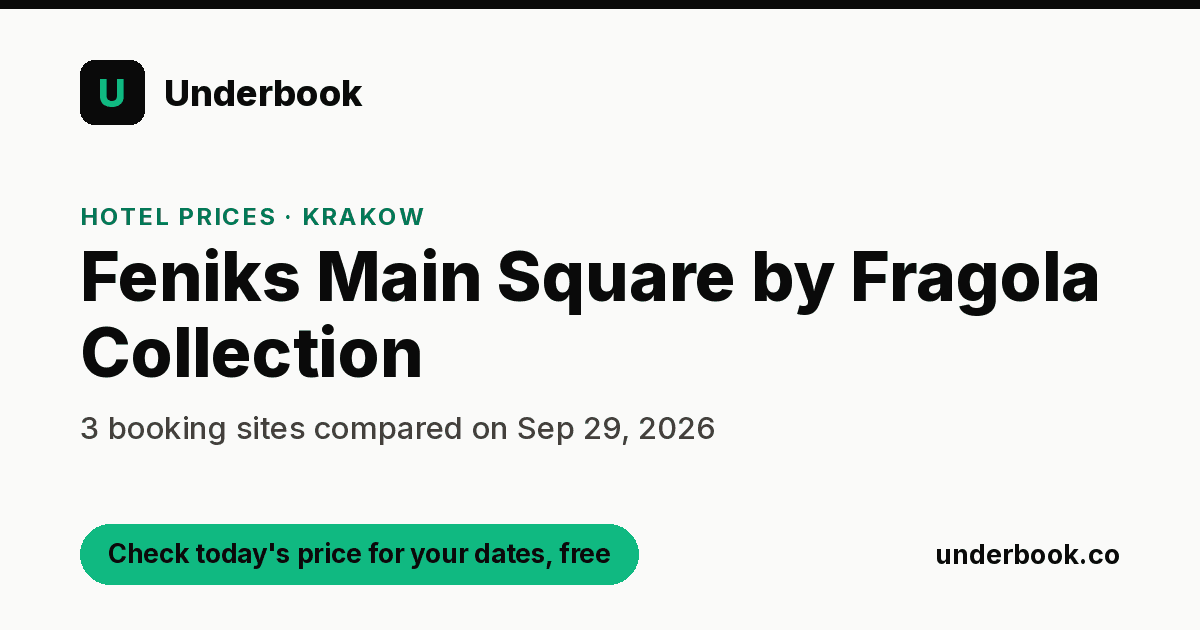 U Underbook
HOTEL PRICES · KRAKOW
Feniks Main Square by Fragola
Collection
3 booking sites compared on Sep 29, 2026
Check today's price for your dates, free
underbook.co